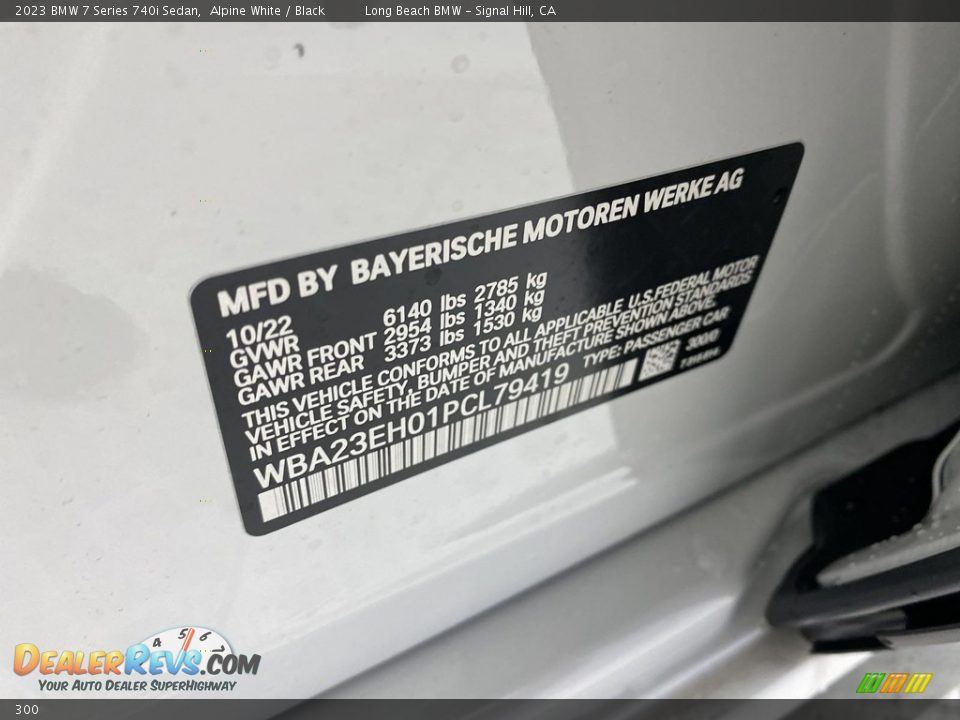 2023 BMW 7 Series 740i Sedan, Alpine White / Black Long Beach BMW - Signal Hill, CA
MFD BY BAYERISCHE MOTOREN WERKE AG
10/22
GVWR 6140 lbs 2785 kg
GAWR FRONT 2954 lbs 1340 kg
GAWR REAR 3373 lbs 1530 kg
THIS VEHICLE CONFORMS TO ALL APPLICABLE U.S.FEDERAL MOTOR
VEHICLE SAFETY, BUMPER AND THEFT PREVENTION STANDARDS
IN EFFECT ON THE DATE OF MANUFACTURE SHOWN ABOVE.
WBA23EH01PCL79419 TYPE: PASSENGER CAR
300/0
4 5 6
DEALERREVS.COM
YOUR AUTO DEALER SUPERHIGHWAY
300